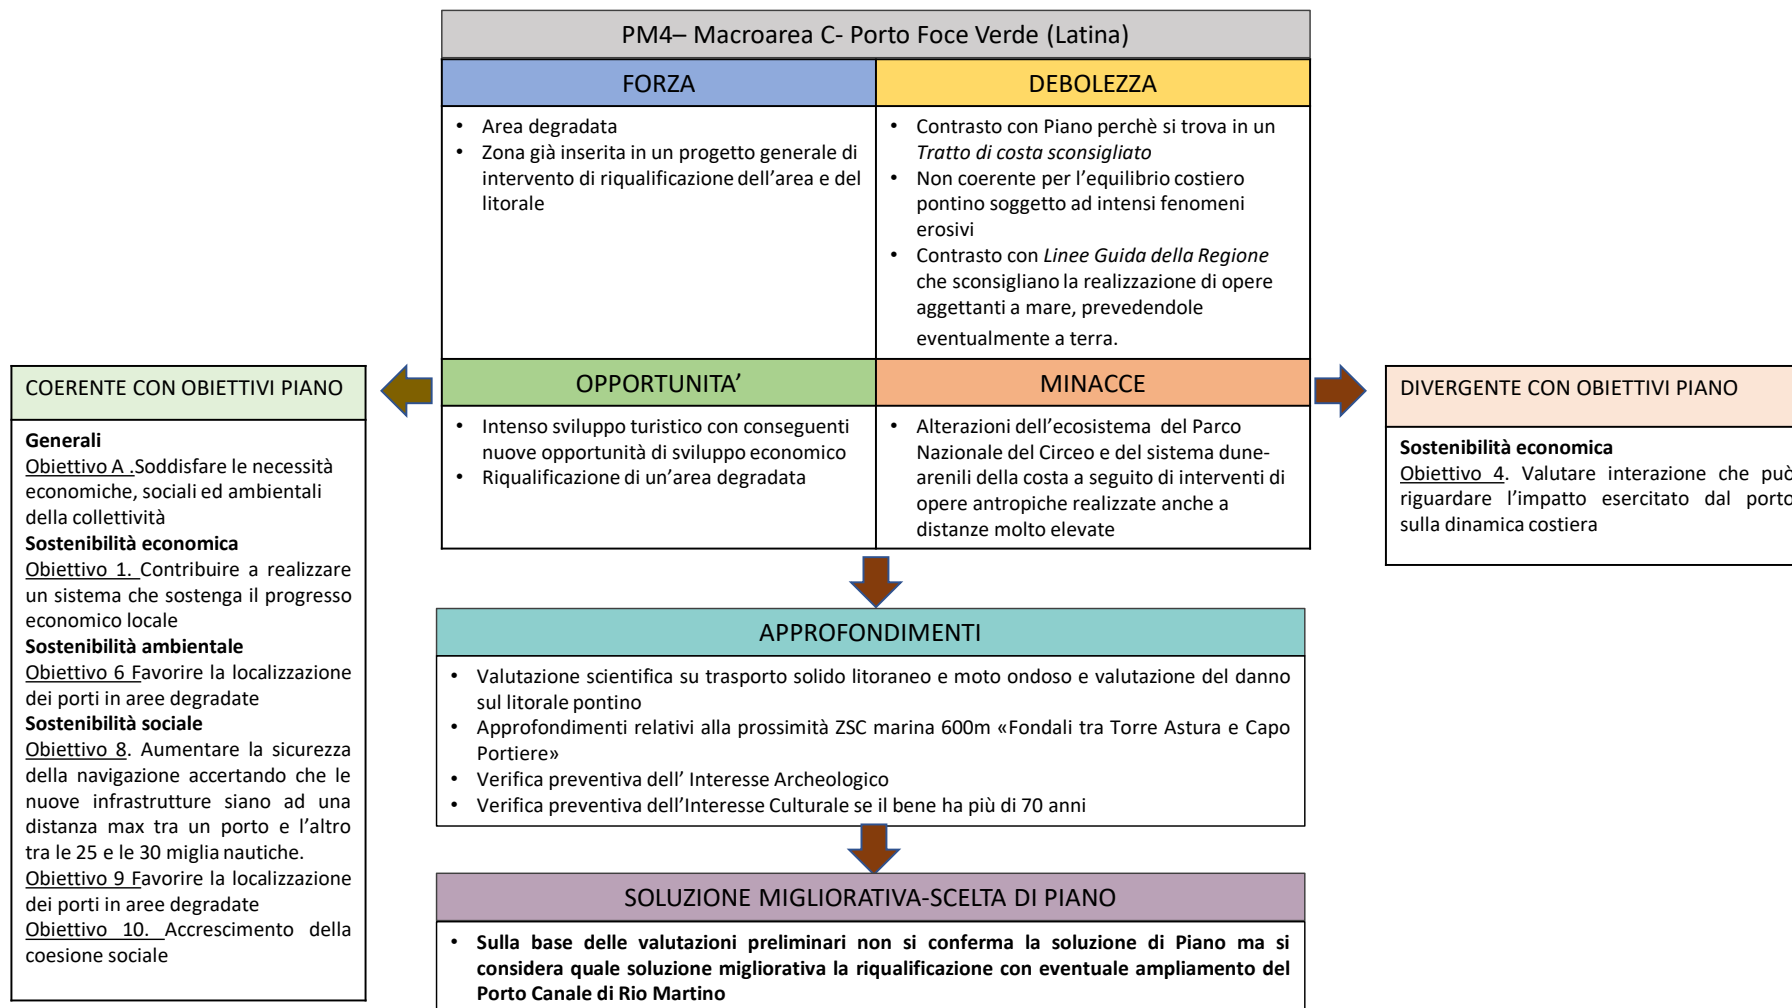 PM4– Macroarea C- Porto Foce Verde (Latina)
FORZA
• Area degradata
• Zona già inserita in un progetto generale di
intervento di riqualificazione dell’area e del
litorale
DEBOLEZZA
• Contrasto con Piano perchè si trova in un
Tratto di costa sconsigliato
• Non coerente per l’equilibrio costiero
pontino soggetto ad intensi fenomeni
erosivi
• Contrasto con Linee Guida della Regione
che sconsigliano la realizzazione di opere
aggettanti a mare, prevedendole
eventualmente a terra.
OPPORTUNITA’
• Intenso sviluppo turistico con conseguenti
nuove opportunità di sviluppo economico
• Riqualificazione di un’area degradata
MINACCE
• Alterazioni dell’ecosistema del Parco
Nazionale del Circeo e del sistema dune-
arenili della costa a seguito di interventi di
opere antropiche realizzate anche a
distanze molto elevate
COERENTE CON OBIETTIVI PIANO
Generali
Obiettivo A .Soddisfare le necessità
economiche, sociali ed ambientali
della collettività
Sostenibilità economica
Obiettivo 1. Contribuire a realizzare
un sistema che sostenga il progresso
economico locale
Sostenibilità ambientale
Obiettivo 6 Favorire la localizzazione
dei porti in aree degradate
Sostenibilità sociale
Obiettivo 8. Aumentare la sicurezza
della navigazione accertando che le
nuove infrastrutture siano ad una
distanza max tra un porto e l’altro
tra le 25 e le 30 miglia nautiche.
Obiettivo 9 Favorire la localizzazione
dei porti in aree degradate
Obiettivo 10. Accrescimento della
coesione sociale
DIVERGENTE CON OBIETTIVI PIANO
Sostenibilità economica
Obiettivo 4. Valutare interazione che può
riguardare l’impatto esercitato dal porto
sulla dinamica costiera
APPROFONDIMENTI
• Valutazione scientifica su trasporto solido litoraneo e moto ondoso e valutazione del danno
sul litorale pontino
• Approfondimenti relativi alla prossimità ZSC marina 600m «Fondali tra Torre Astura e Capo
Portiere»
• Verifica preventiva dell’ Interesse Archeologico
• Verifica preventiva dell’Interesse Culturale se il bene ha più di 70 anni
SOLUZIONE MIGLIORATIVA-SCELTA DI PIANO
• Sulla base delle valutazioni preliminari non si conferma la soluzione di Piano ma si
considera quale soluzione migliorativa la riqualificazione con eventuale ampliamento del
Porto Canale di Rio Martino